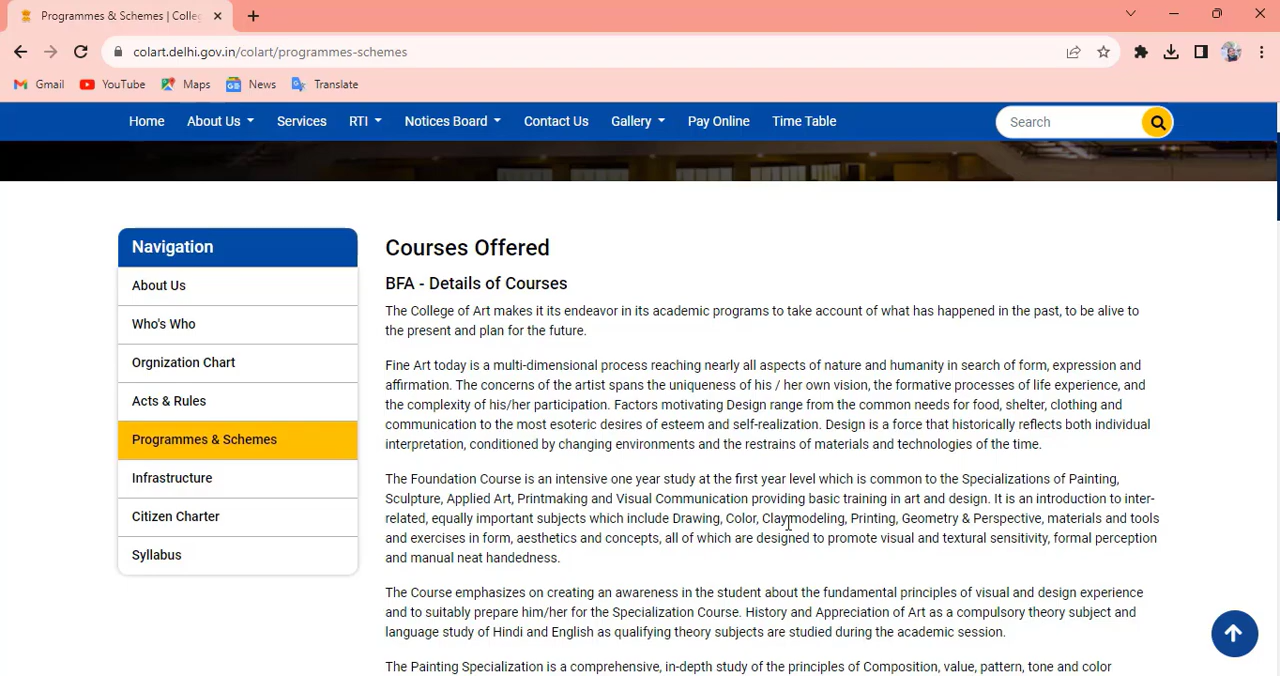 Programmes & Schemes | Colle
colart.delhi.gov.in/colart/programmes-schemes
Gmail YouTube Maps News Translate
Home About Us Services RTI Notices Board Contact Us Gallery Pay Online Time Table Search
Navigation
About Us
Who's Who
Orgnization Chart
Acts & Rules
Programmes & Schemes
Infrastructure
Citizen Charter
Syllabus
Courses Offered
BFA - Details of Courses
The College of Art makes it its endeavor in its academic programs to take account of what has happened in the past, to be alive to
the present and plan for the future.
Fine Art today is a multi-dimensional process reaching nearly all aspects of nature and humanity in search of form, expression and
affirmation. The concerns of the artist spans the uniqueness of his / her own vision, the formative processes of life experience, and
the complexity of his/her participation. Factors motivating Design range from the common needs for food, shelter, clothing and
communication to the most esoteric desires of esteem and self-realization. Design is a force that historically reflects both individual
interpretation, conditioned by changing environments and the restrains of materials and technologies of the time.
The Foundation Course is an intensive one year study at the first year level which is common to the Specializations of Painting,
Sculpture, Applied Art, Printmaking and Visual Communication providing basic training in art and design. It is an introduction to inter-
related, equally important subjects which include Drawing, Color, Claymodeling, Printing, Geometry & Perspective, materials and tools
and exercises in form, aesthetics and concepts, all of which are designed to promote visual and textural sensitivity, formal perception
and manual neat handedness.
The Course emphasizes on creating an awareness in the student about the fundamental principles of visual and design experience
and to suitably prepare him/her for the Specialization Course. History and Appreciation of Art as a compulsory theory subject and
language study of Hindi and English as qualifying theory subjects are studied during the academic session.
The Painting Specialization is a comprehensive, in-depth study of the principles of Composition, value, pattern, tone and color